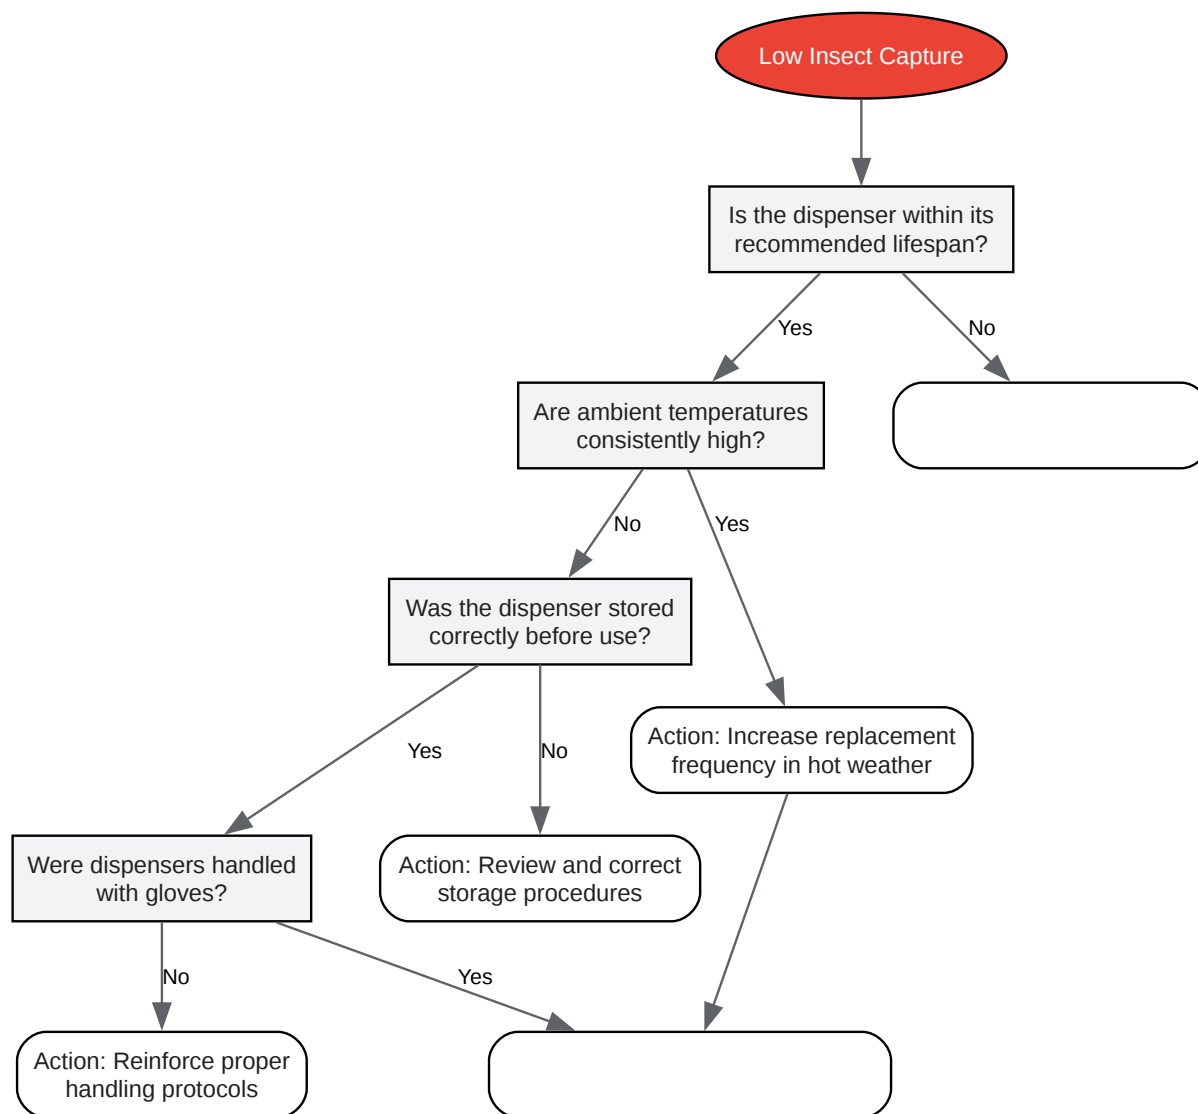 Low Insect Capture
Is the dispenser within its
recommended lifespan?
Yes
No
Are ambient temperatures
consistently high?
No
Yes
Was the dispenser stored
correctly before use?
Yes
No
Action: Increase replacement
frequency in hot weather
Were dispensers handled
with gloves?
Action: Review and correct
storage procedures
No
Yes
Action: Reinforce proper
handling protocols